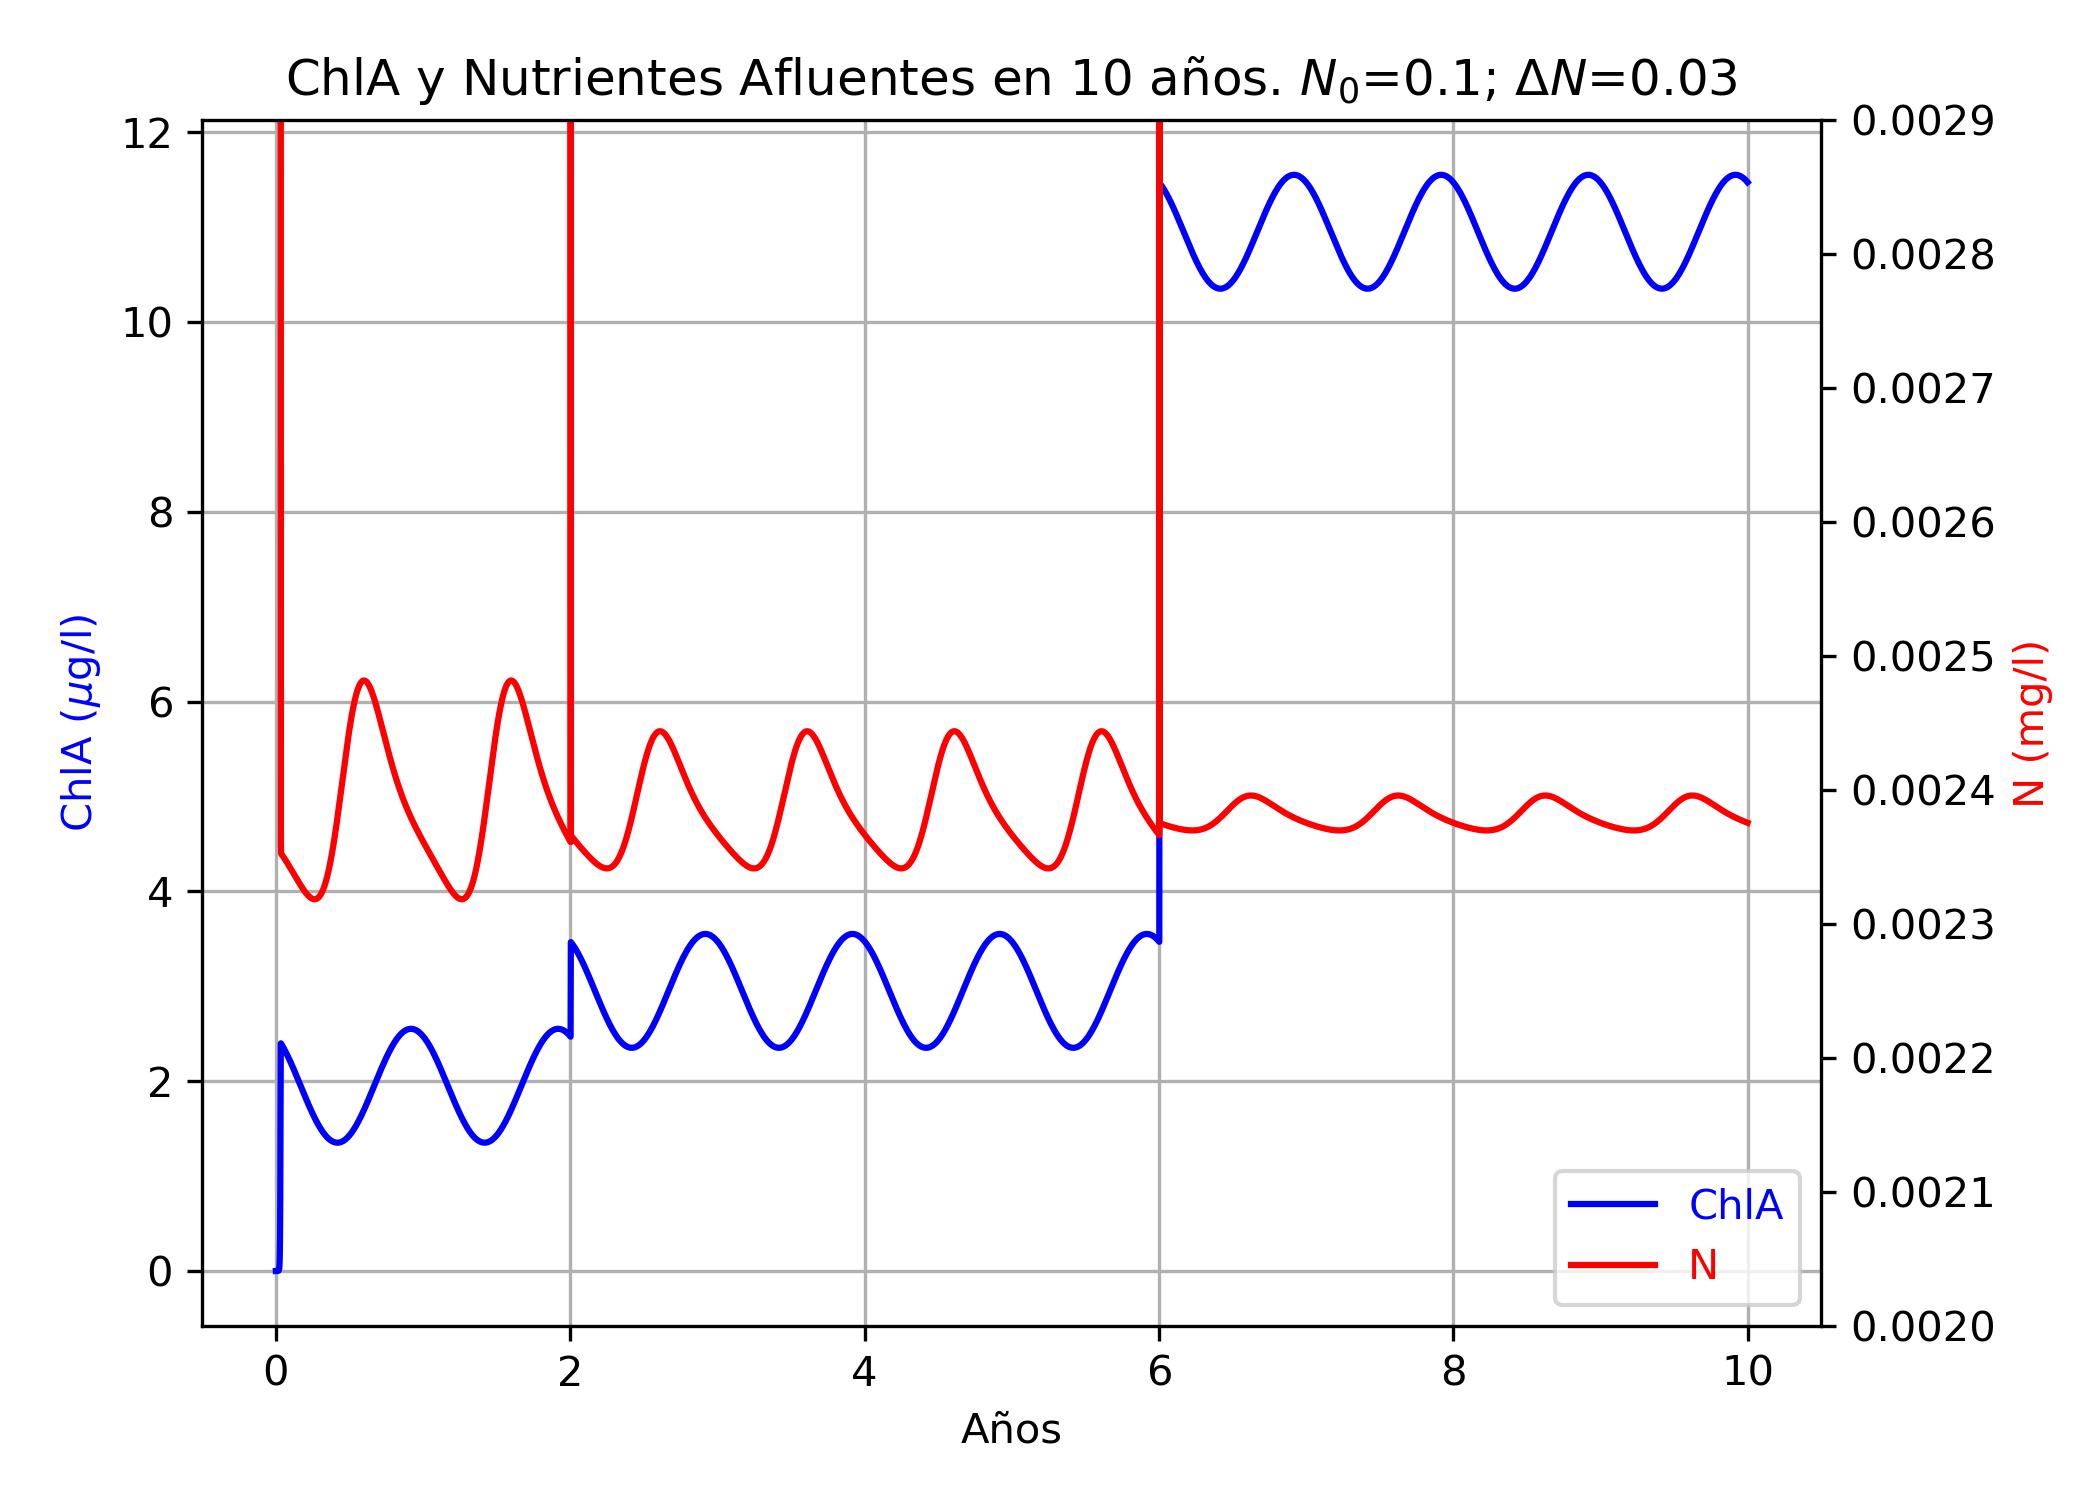 ChlA y Nutrientes Afluentes en 10 años. N₀=0.1; ΔN=0.03
12
10
8
6
4
2
0
ChlA (μg/l)
0.0029
0.0028
0.0027
0.0026
0.0025
0.0024
0.0023
0.0022
0.0021
0.0020
N (mg/l)
ChlA
N
0 2 4 6 8 10
Años